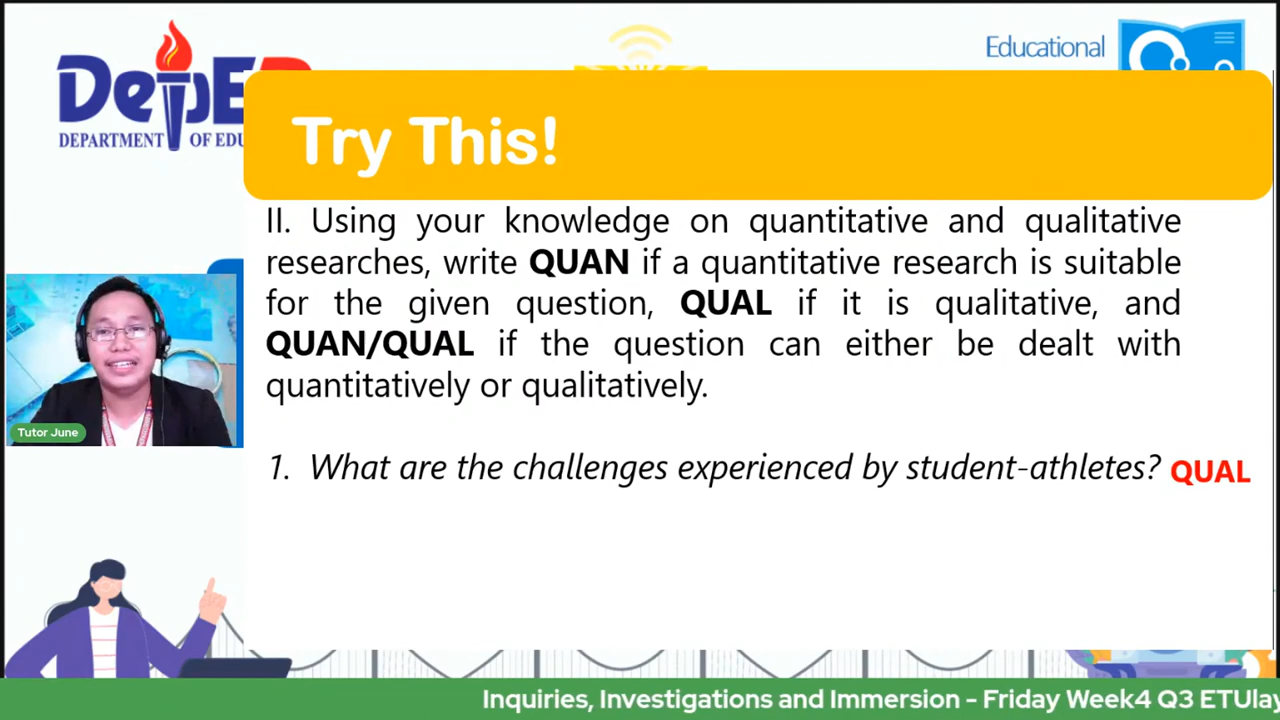 DepED
DEPARTMENT OF EDU
Educational
Try This!
II. Using your knowledge on quantitative and qualitative
researches, write QUAN if a quantitative research is suitable
for the given question, QUAL if it is qualitative, and
QUAN/QUAL if the question can either be dealt with
quantitatively or qualitatively.
Tutor June
1. What are the challenges experienced by student-athletes? QUAL
Inquiries, Investigations and Immersion - Friday Week4 Q3 ETUlay